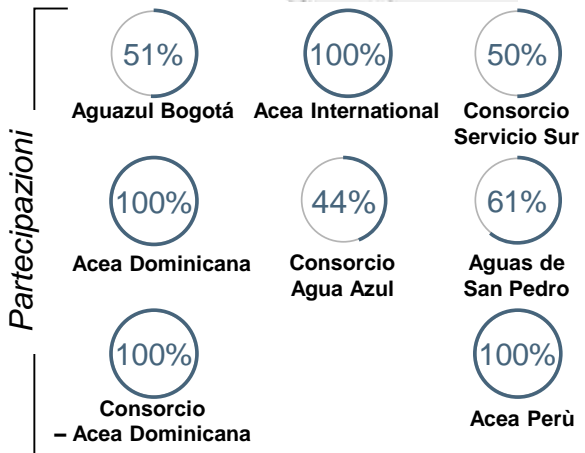 Partecipazioni
51%
Aguazul Bogotá
100%
Acea International
50%
Consorcio
Servicio Sur
100%
Acea Dominicana
44%
Consorcio
Agua Azul
61%
Aguas de
San Pedro
100%
Consorcio
– Acea Dominicana
100%
Acea Perù